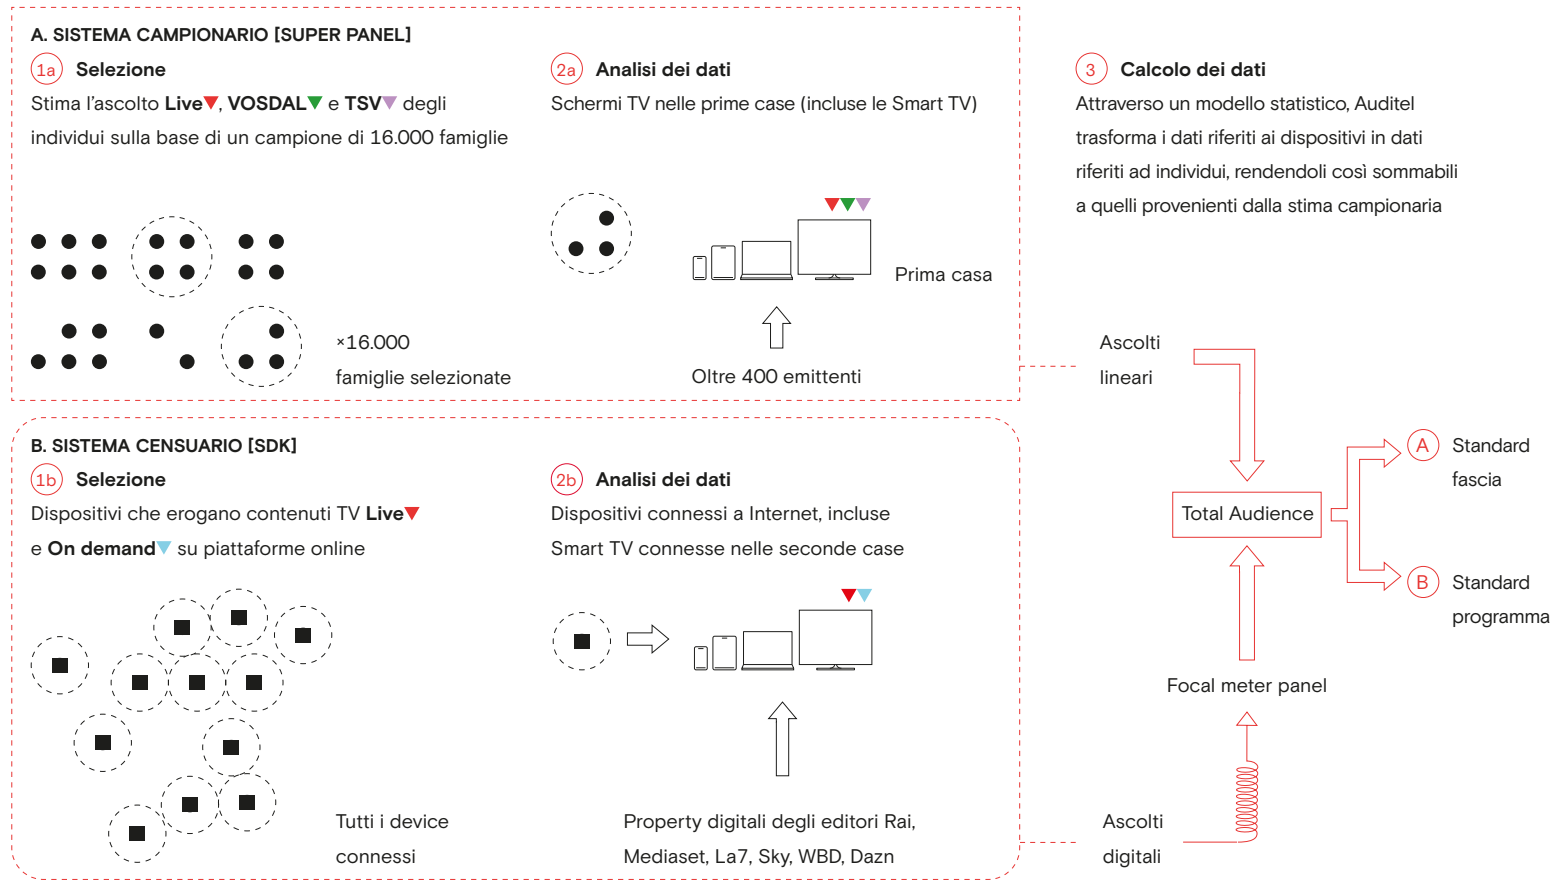 A. SISTEMA CAMPIONARIO [SUPER PANEL]
1a Selezione
Stima l'ascolto Live, VOSDAL e TSV degli
individui sulla base di un campione di 16.000 famiglie
×16.000
famiglie selezionate
2a Analisi dei dati
Schermi TV nelle prime case (incluse le Smart TV)
Prima casa
Oltre 400 emittenti
B. SISTEMA CENSUARIO [SDK]
1b Selezione
Dispositivi che erogano contenuti TV Live
e On demand su piattaforme online
Tutti i device
connessi
2b Analisi dei dati
Dispositivi connessi a Internet, incluse
Smart TV connesse nelle seconde case
Property digitali degli editori Rai,
Mediaset, La7, Sky, WBD, Dazn
3 Calcolo dei dati
Attraverso un modello statistico, Auditel
trasforma i dati riferiti ai dispositivi in dati
riferiti ad individui, rendendoli così sommabili
a quelli provenienti dalla stima campionaria
Ascolti
lineari
Total Audience
A Standard
fascia
B Standard
programma
Focal meter panel
Ascolti
digitali